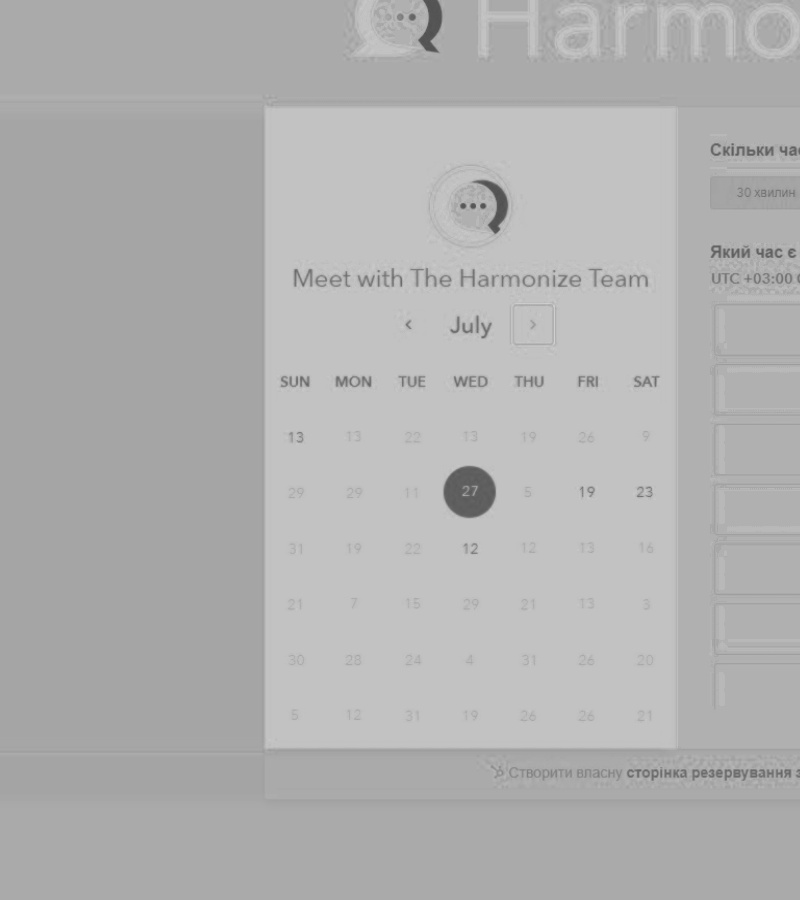 Harmo
Meet with The Harmonize Team
July
SUN MON TUE WED THU FRI SAT
13 13 22 13 19 26 9
29 29 11 27 5 19 23
31 19 22 12 12 13 16
21 7 15 29 21 13 3
30 28 24 4 31 26 20
5 12 31 19 26 26 21
Скільки час
30 хвилин
Який час є
UTC +03:00
Створити власну сторінка резервування з